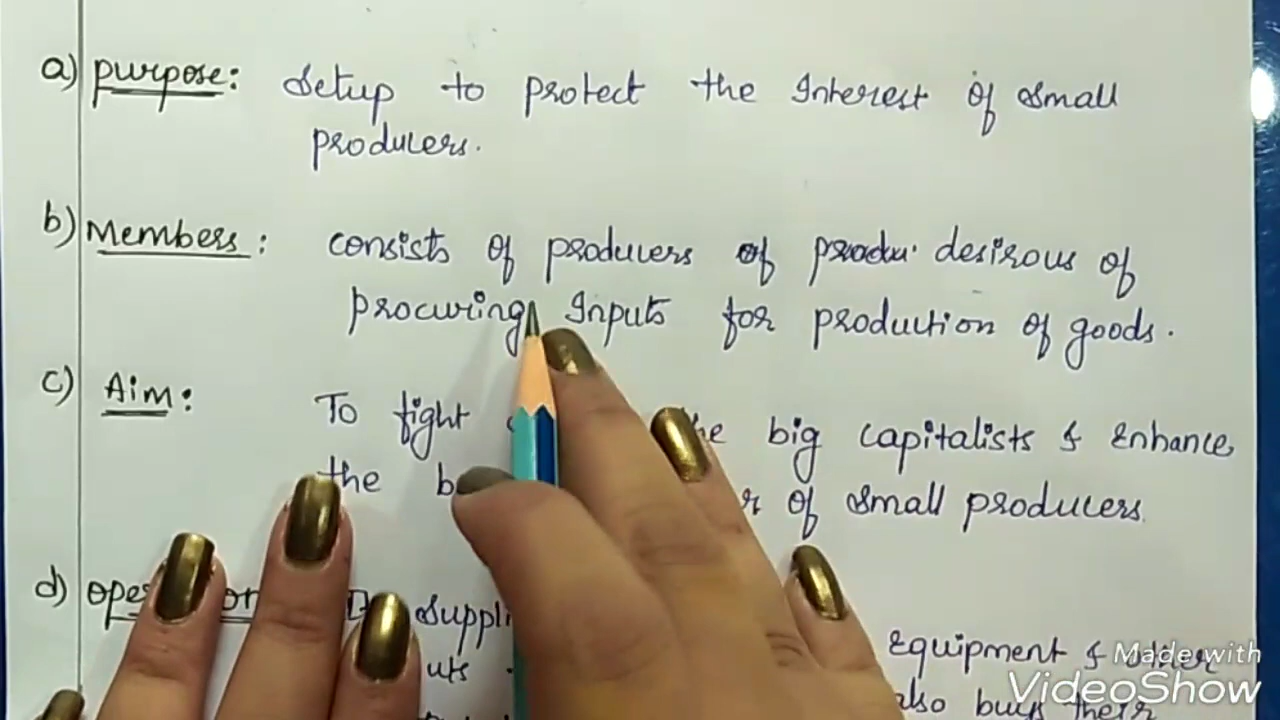 a) purpose: Setup to protect the Interest of small
producers.
b) Members: consists of producers of produ. desirous of
procuring Inputs for production of goods.
c) Aim: To fight big capitalists & Enhance
the of small producers
d) Suppli Equipment & other
also buys their
Made with
VideoShow